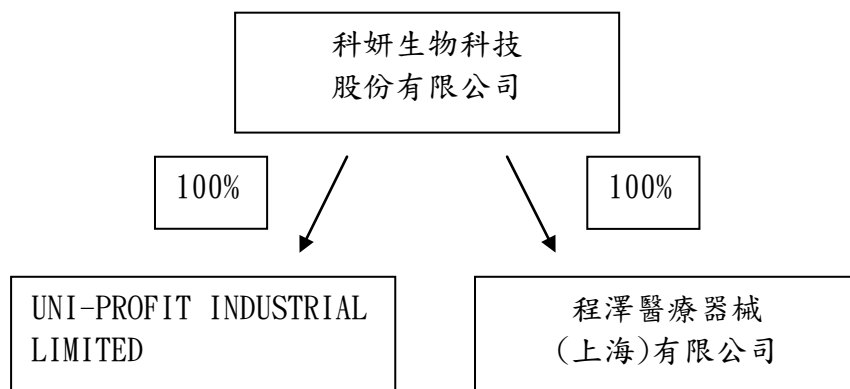 科妍生物科技
股份有限公司
100%
100%
UNI-PROFIT INDUSTRIAL
LIMITED
程澤醫療器械
(上海)有限公司